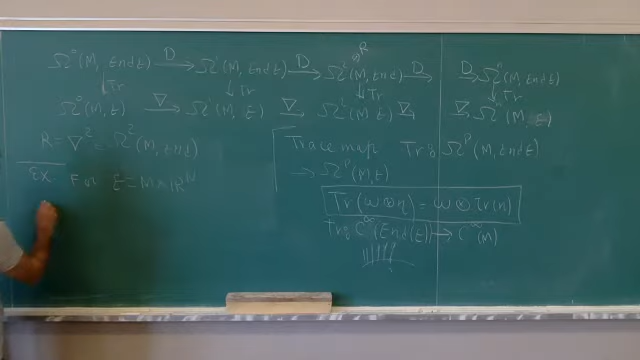 Ω⁰(M, End E) —D→ Ω¹(M, End E) —D→ Ω²(M, End E) —D→ —D→ Ωⁿ(M, End E)
↓Tr ↓Tr ↓Tr ↓Tr
Ω⁰(M, E) —∇→ Ω¹(M, E) —∇→ Ω²(M, E) —∇→ —∇→ Ωⁿ(M, E)
R = ∇² ∈ Ω²(M, End E)
Ex. For E = M × ℝᴺ
Trace map Tr: Ωᴾ(M, End E)
→ Ωᴾ(M, E)
Tr(ω⊗η) = ω⊗Tr(η)
Tr: C^∞(End(E)) → C^∞(M)